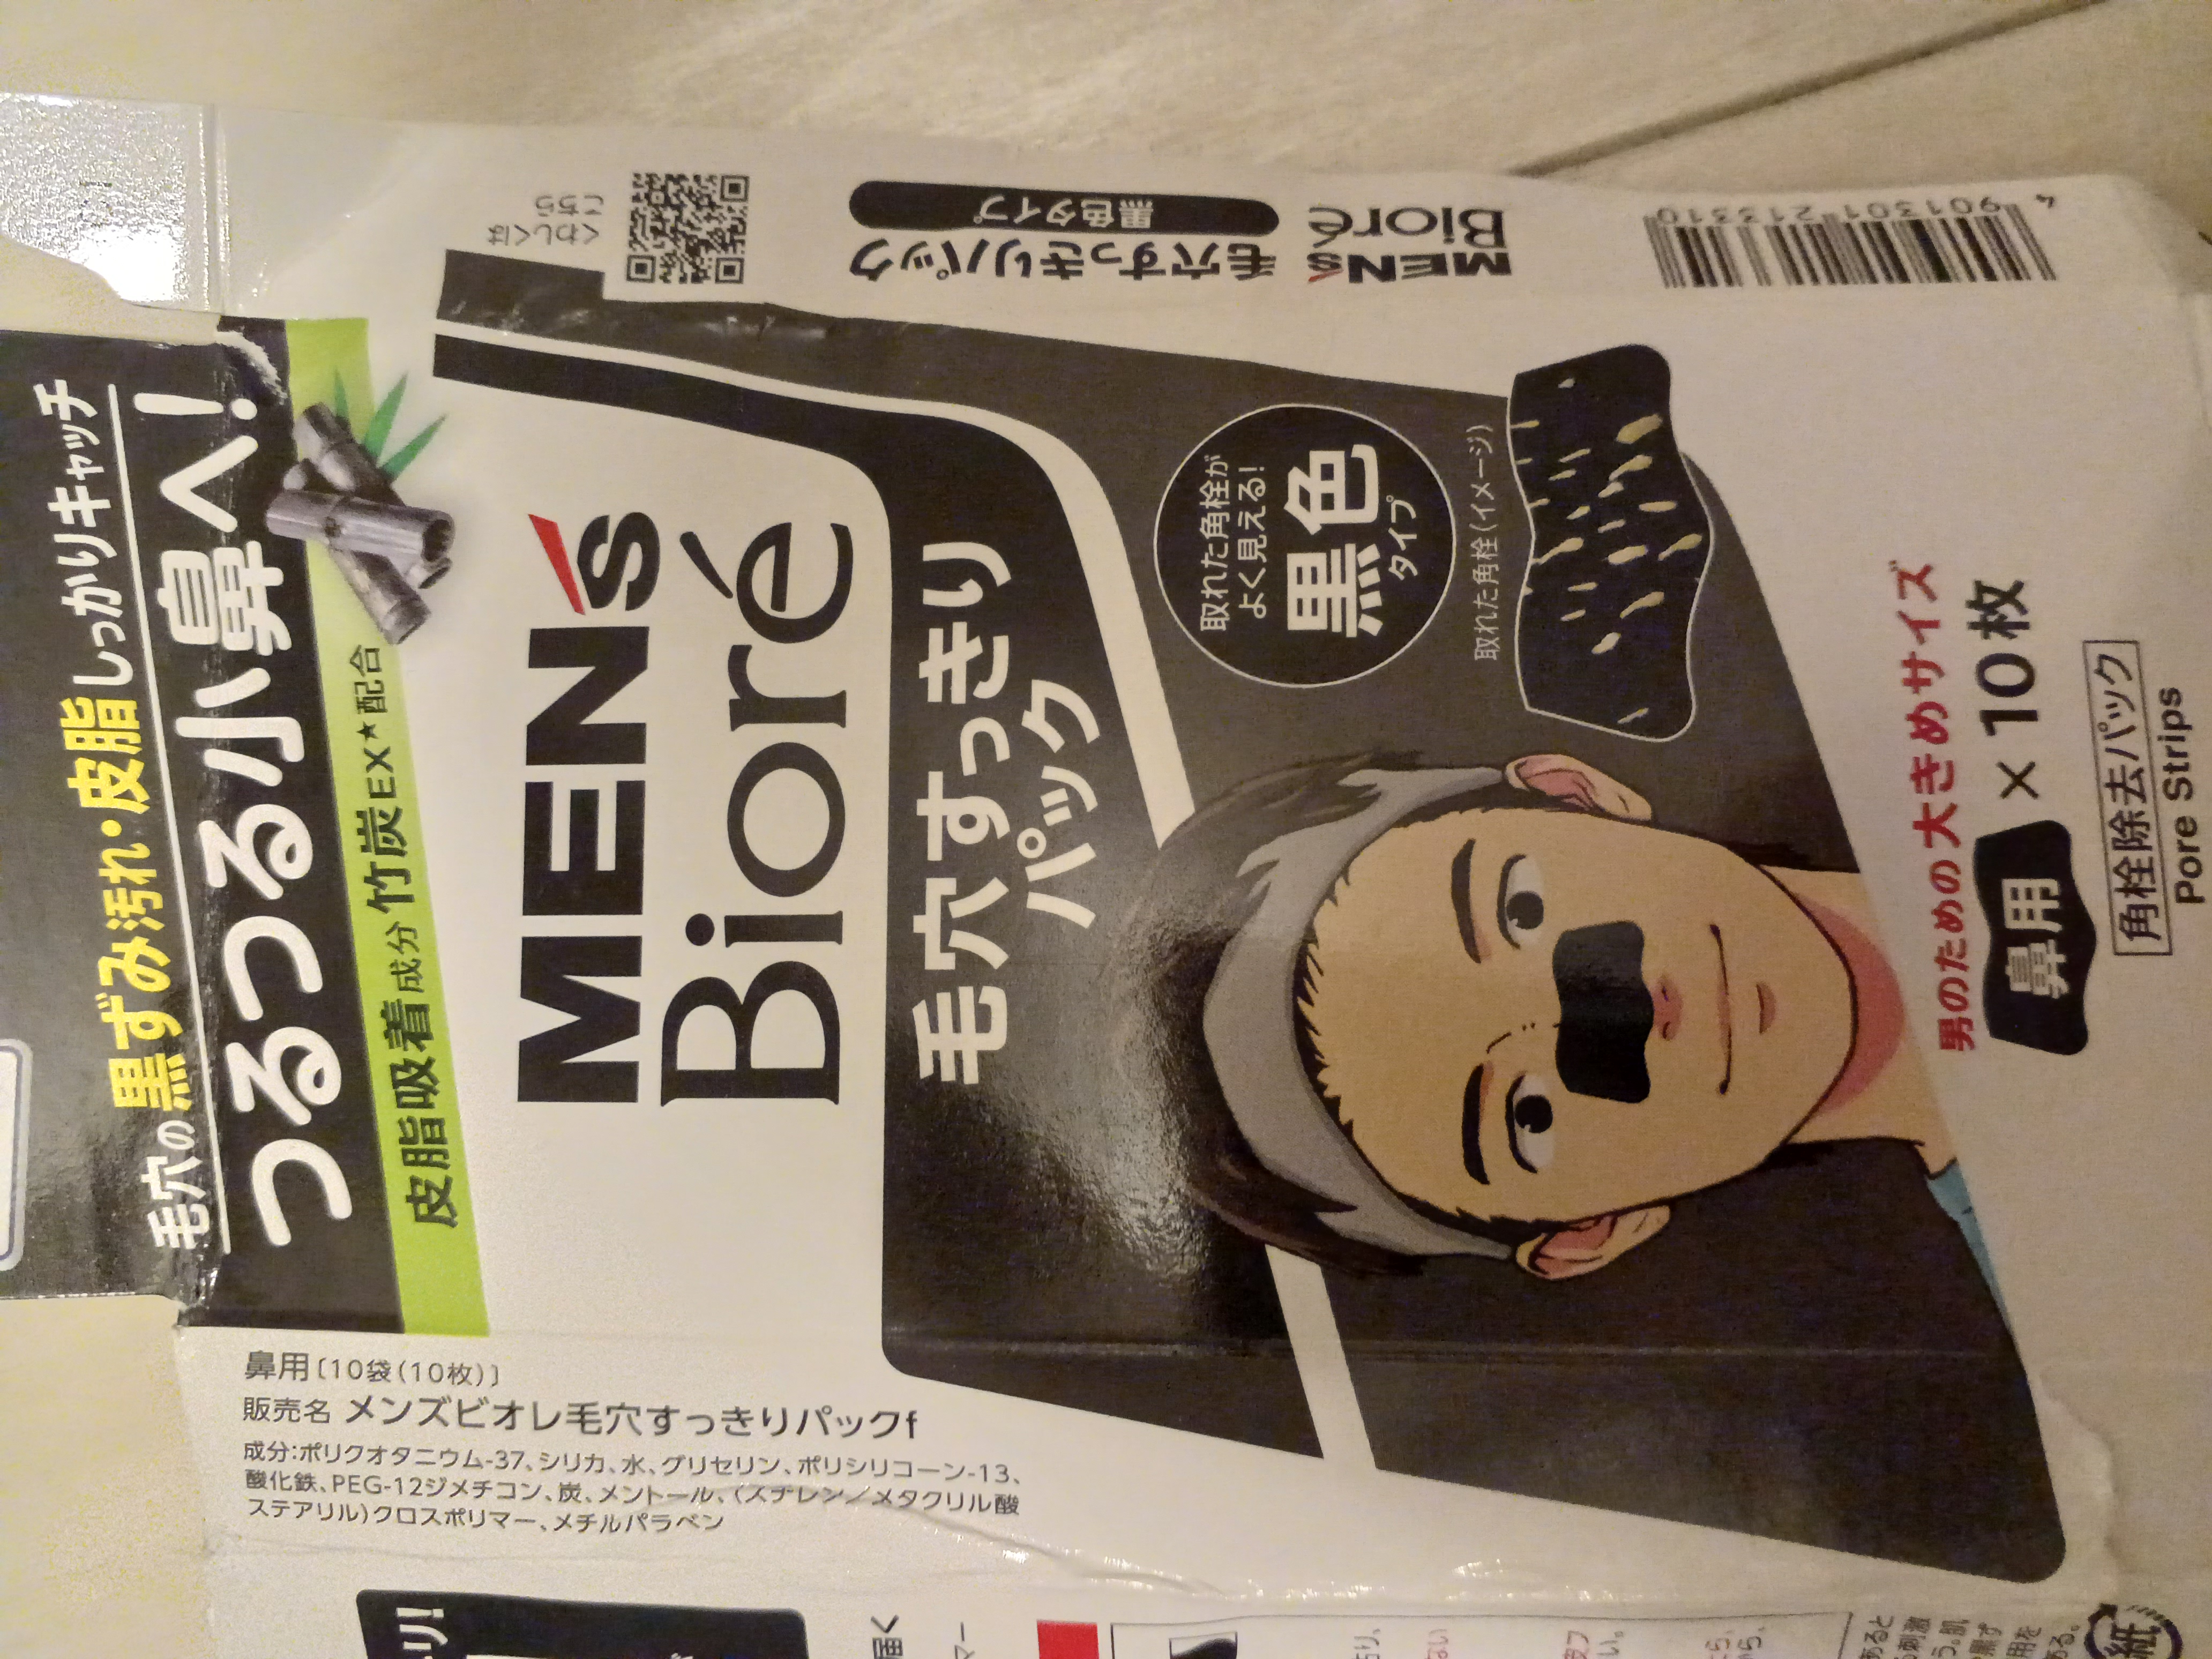 毛穴の黒ずみ汚れ・皮脂しっかりキャッチ
つるつる小鼻へ!
皮脂吸着成分竹炭EX★配合
MEN's
Bioré
毛穴すっきり
パック
取れた角栓が
よく見える!
黒色
タイプ
取れた角栓(イメージ)
男のための大きめサイズ
鼻用 × 10枚
角栓除去パック
Pore Strips
鼻用〔10袋(10枚)〕
販売名 メンズビオレ毛穴すっきりパックf
成分:ポリクオタニウム-37、シリカ、水、グリセリン、ポリシリコーン-13、
酸化鉄、PEG-12ジメチコン、炭、メントール、(スチレン/メタクリル酸
ステアリル)クロスポリマー、メチルパラベン
くわしくは
こちら
MEN's
Bioré
毛穴すっきりパック
黒色タイプ
4 901301 213310
リ!
く
マー
ない
い。
から、
あると
刺激
う。肌
黒ず
用を
ある。
紙